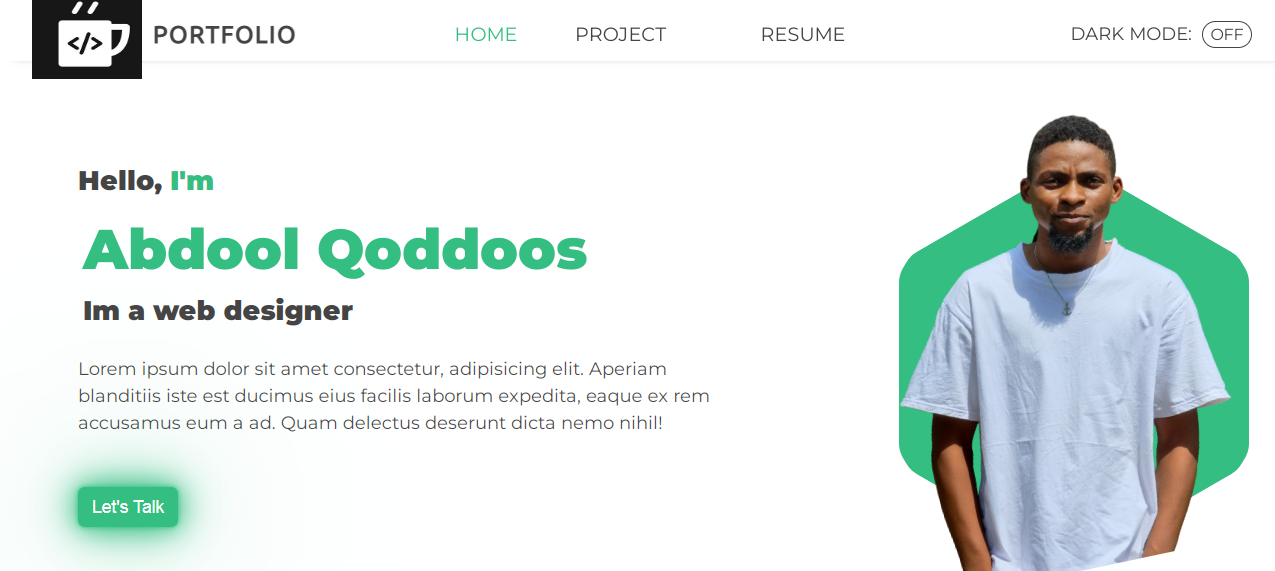 </> PORTFOLIO HOME PROJECT RESUME DARK MODE: OFF
Hello, I'm
Abdool Qoddoos
Im a web designer
Lorem ipsum dolor sit amet consectetur, adipisicing elit. Aperiam
blanditiis iste est ducimus eius facilis laborum expedita, eaque ex rem
accusamus eum a ad. Quam delectus deserunt dicta nemo nihil!
Let's Talk